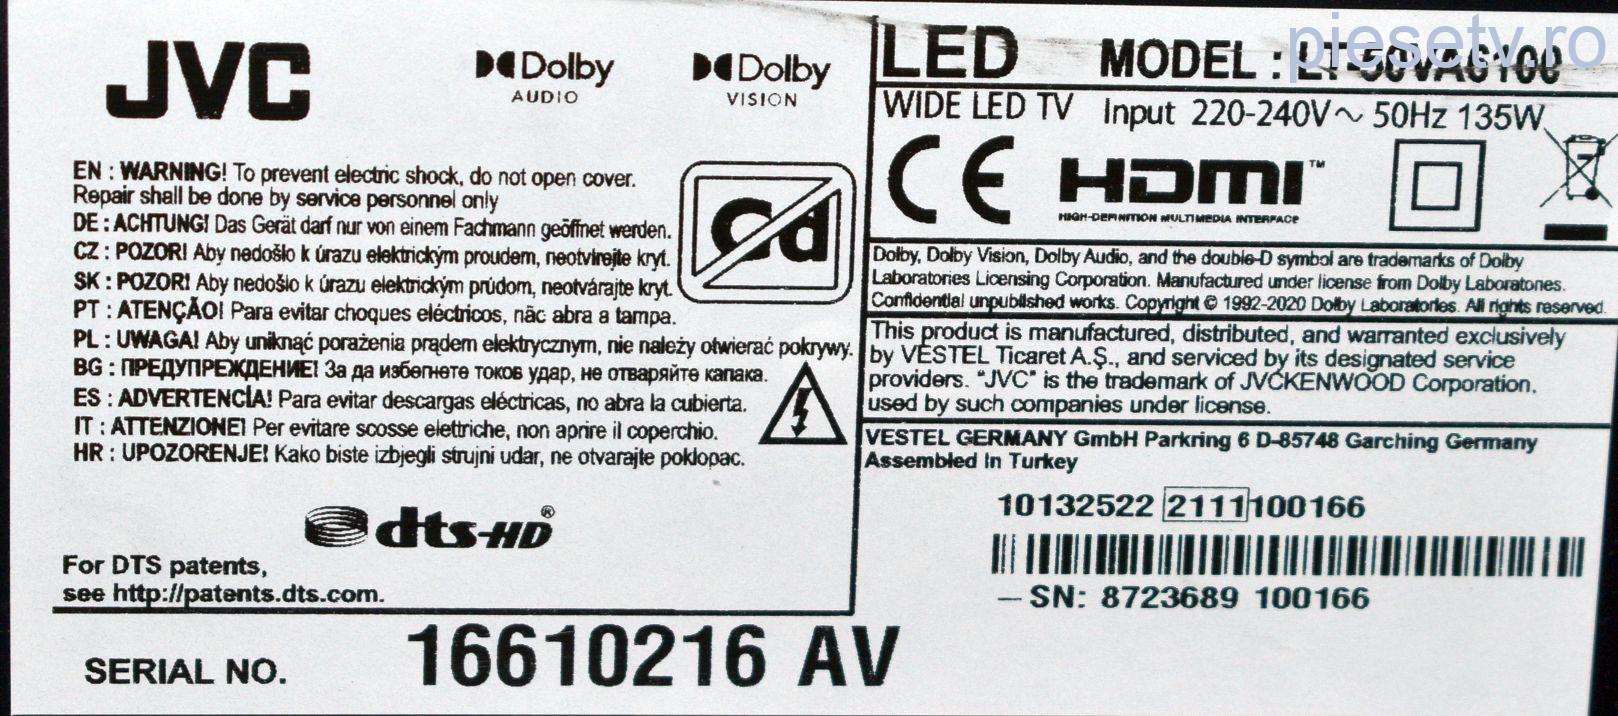 JVC
Dolby
AUDIO
Dolby
VISION
EN : WARNING! To prevent electric shock, do not open cover.
Repair shall be done by service personnel only
DE : ACHTUNG! Das Gerät darf nur von einem Fachmann geöffnet werden.
CZ : POZOR! Aby nedošlo k úrazu elektrickým proudem, neotvírejte kryt.
SK : POZOR! Aby nedošlo k úrazu elektrickým prúdom, neotvárajte kryt.
PT : ATENÇÃO! Para evitar choques eléctricos, não abra a tampa.
PL : UWAGA! Aby uniknąć porażenia prądem elektrycznym, nie należy otwierać pokrywy.
BG : ПРЕДУПРЕЖДЕНИЕ! За да избегнете токов удар, не отваряйте капака.
ES : ADVERTENCÍA! Para evitar descargas eléctricas, no abra la cubierta.
IT : ATTENZIONE! Per evitare scosse elettriche, non aprire il coperchio.
HR : UPOZORENJE! Kako biste izbjegli strujni udar, ne otvarajte poklopac.
Cd
dts-HD®
For DTS patents,
see http://patents.dts.com.
SERIAL NO. 16610216 AV
piesetv.ro
LED MODEL : LT-50VA6100
WIDE LED TV Input 220-240V~ 50Hz 135W
CE HDMI™
HIGH-DEFINITION MULTIMEDIA INTERFACE
Dolby, Dolby Vision, Dolby Audio, and the double-D symbol are trademarks of Dolby
Laboratories Licensing Corporation. Manufactured under license from Dolby Laboratories.
Confidential unpublished works. Copyright © 1992-2020 Dolby Laboratories. All rights reserved.
This product is manufactured, distributed, and warranted exclusively
by VESTEL Ticaret A.Ş., and serviced by its designated service
providers. "JVC" is the trademark of JVCKENWOOD Corporation,
used by such companies under license.
VESTEL GERMANY GmbH Parkring 6 D-85748 Garching Germany
Assembled In Turkey
10132522 2111 100166
– SN: 8723689 100166